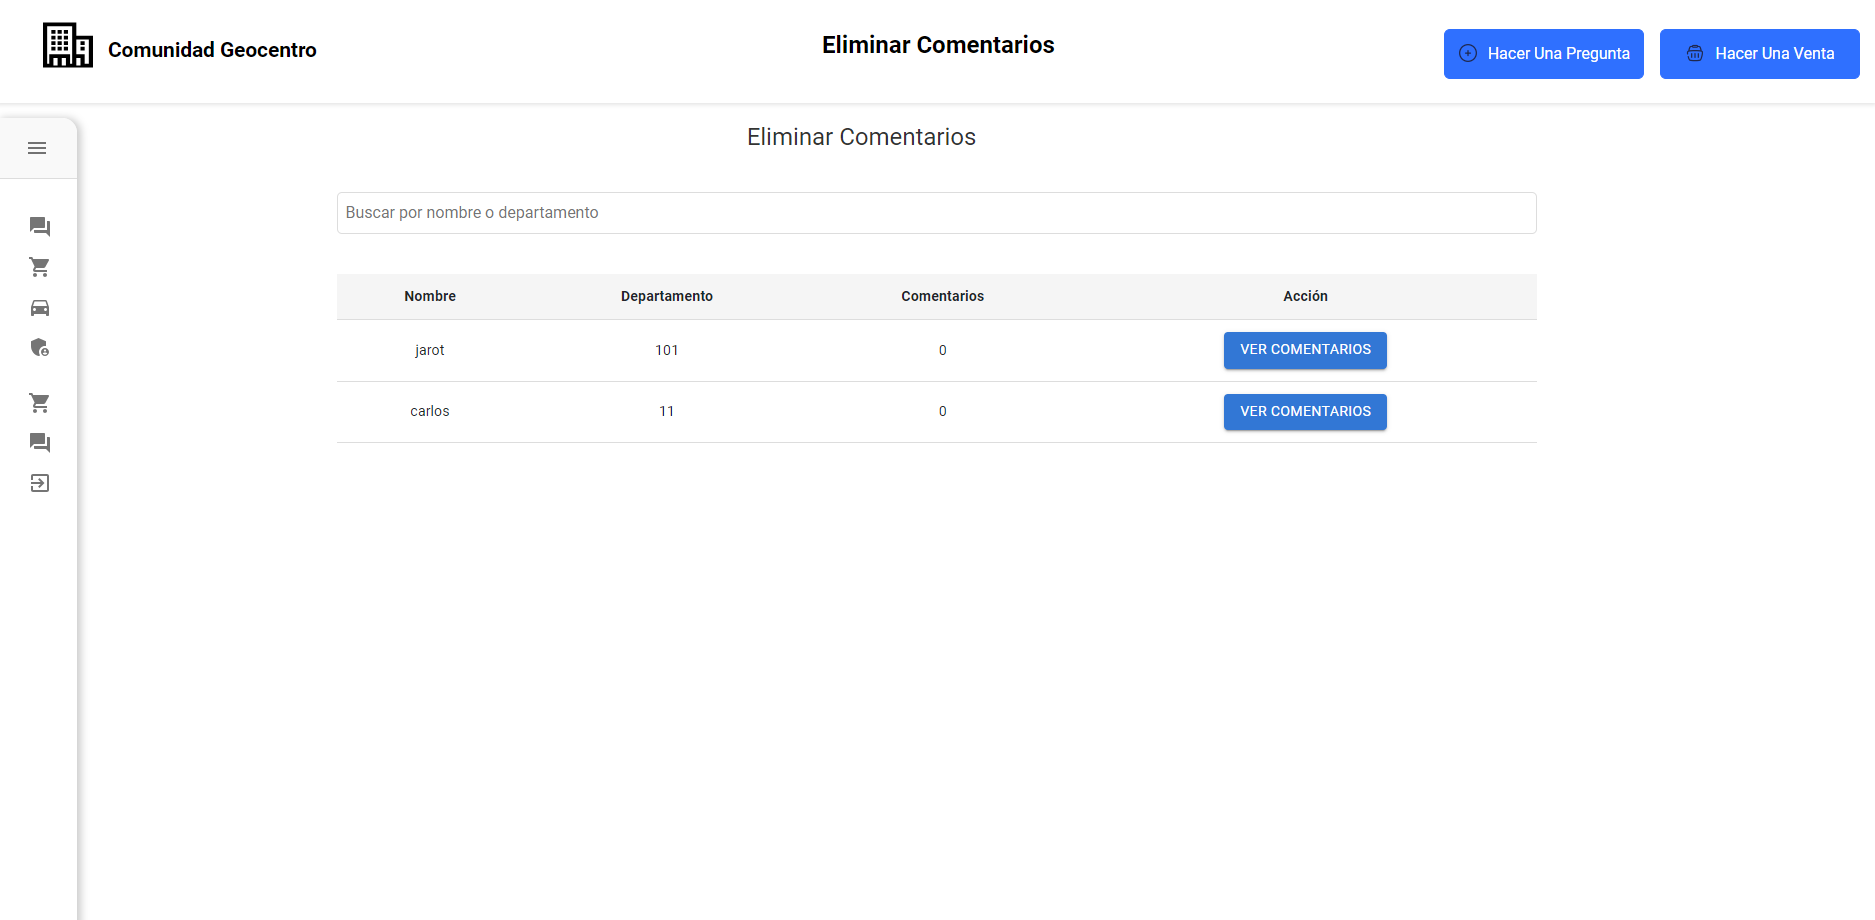 Comunidad Geocentro
Eliminar Comentarios
Hacer Una Pregunta
Hacer Una Venta
Eliminar Comentarios
Buscar por nombre o departamento
Nombre Departamento Comentarios Acción
jarot 101 0 VER COMENTARIOS
carlos 11 0 VER COMENTARIOS